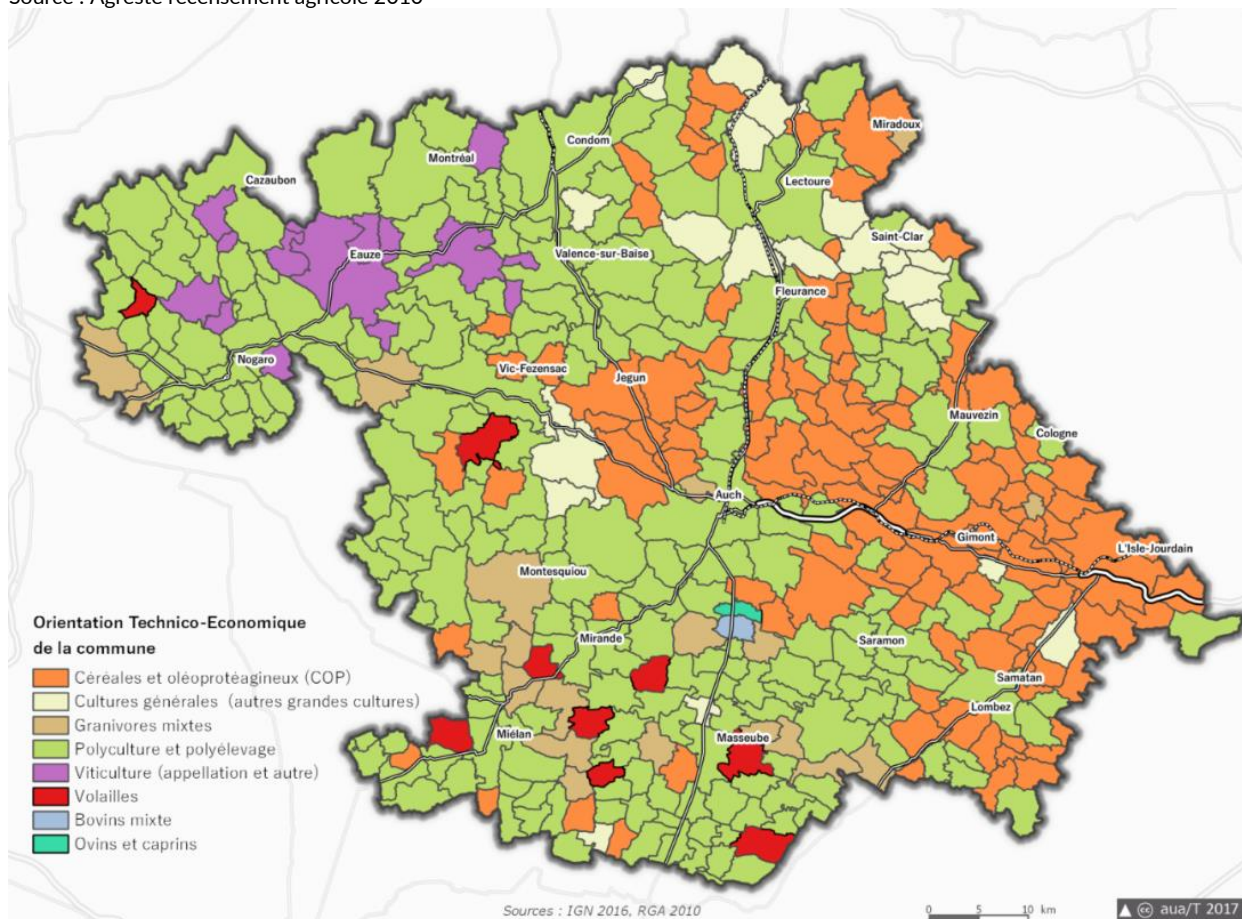 Source : Agreste recensement agricole 2010
Miradoux
Condom
Montréal
Lectoure
Cazaubon
Saint-Clar
Eauze
Valence-sur-Baïse
Fleurance
Nogaro
Vic-Fezensac
Jegun
Mauvezin
Cologne
Auch
Gimont
L'Isle-Jourdain
Montesquiou
Mirande
Saramon
Samatan
Lombez
Miélan
Masseube
Orientation Technico-Economique
de la commune
Céréales et oléoprotéagineux (COP)
Cultures générales (autres grandes cultures)
Granivores mixtes
Polyculture et polyélevage
Viticulture (appellation et autre)
Volailles
Bovins mixte
Ovins et caprins
Sources : IGN 2016, RGA 2010
0 5 10 km
cc aua/T 2017